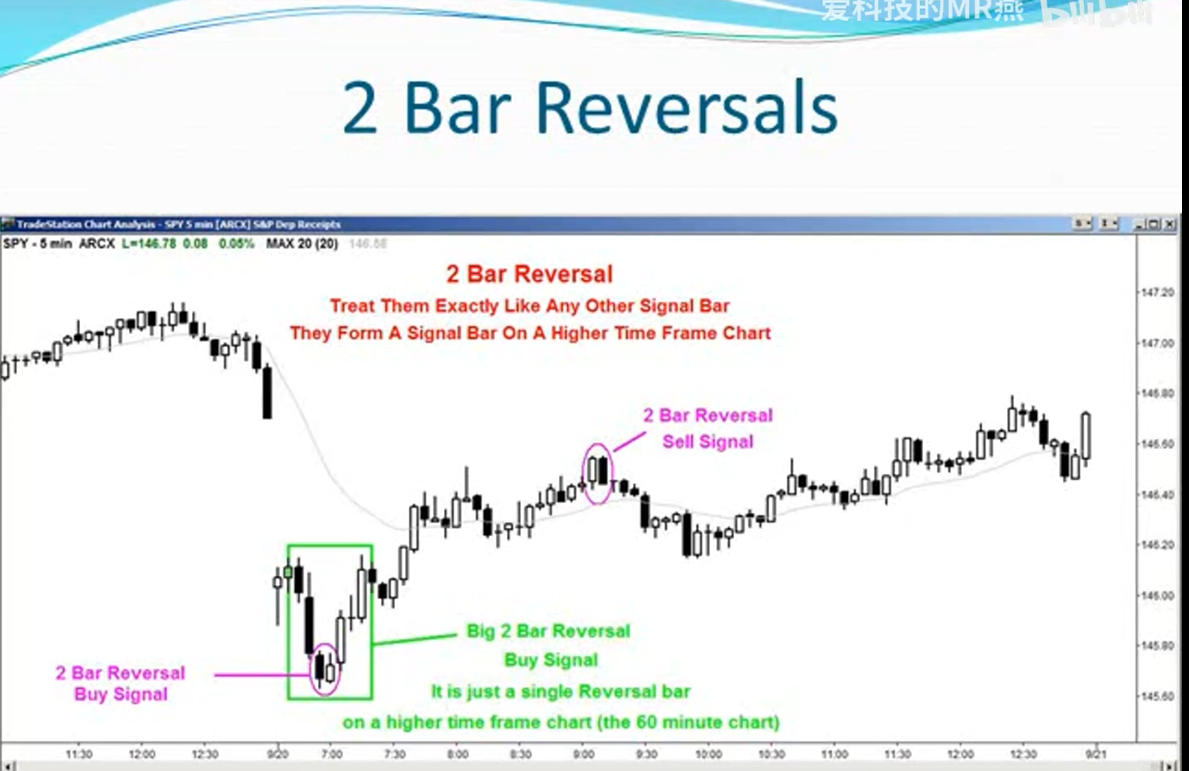 爱科技的MR燕 bilibili
2 Bar Reversals
TradeStation Chart Analysis - SPY 5 min [ARCX] S&P Dep Receipts
SPY - 5 min ARCX L=146.78 0.08 0.05% MAX 20 (20) 146.58
2 Bar Reversal
Treat Them Exactly Like Any Other Signal Bar
They Form A Signal Bar On A Higher Time Frame Chart
2 Bar Reversal
Sell Signal
Big 2 Bar Reversal
Buy Signal
It is just a single Reversal bar
on a higher time frame chart (the 60 minute chart)
2 Bar Reversal
Buy Signal
147.20
147.00
146.80
146.60
146.40
146.20
146.00
145.80
145.60
11:30 12:00 12:30 9/20 7:00 7:30 8:00 8:30 9:00 9:30 10:00 10:30 11:00 11:30 12:00 12:30 9/21